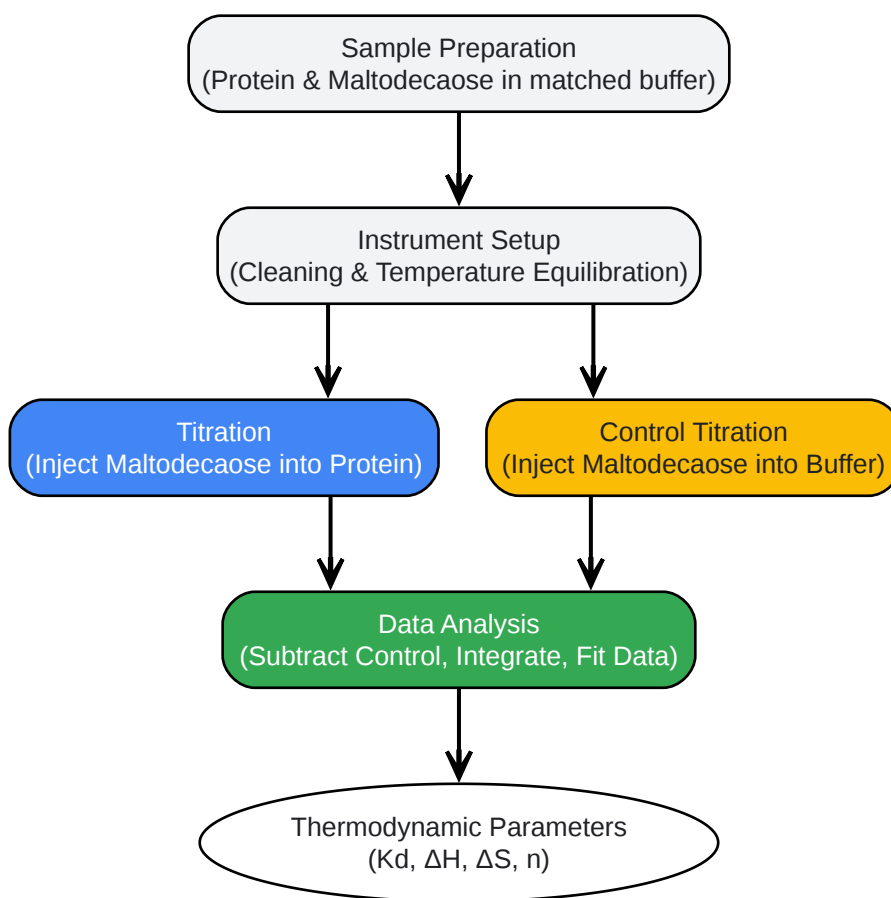 Sample Preparation
(Protein & Maltodecaose in matched buffer)
Instrument Setup
(Cleaning & Temperature Equilibration)
Titration
(Inject Maltodecaose into Protein)
Control Titration
(Inject Maltodecaose into Buffer)
Data Analysis
(Subtract Control, Integrate, Fit Data)
Thermodynamic Parameters
(Kd, ΔH, ΔS, n)